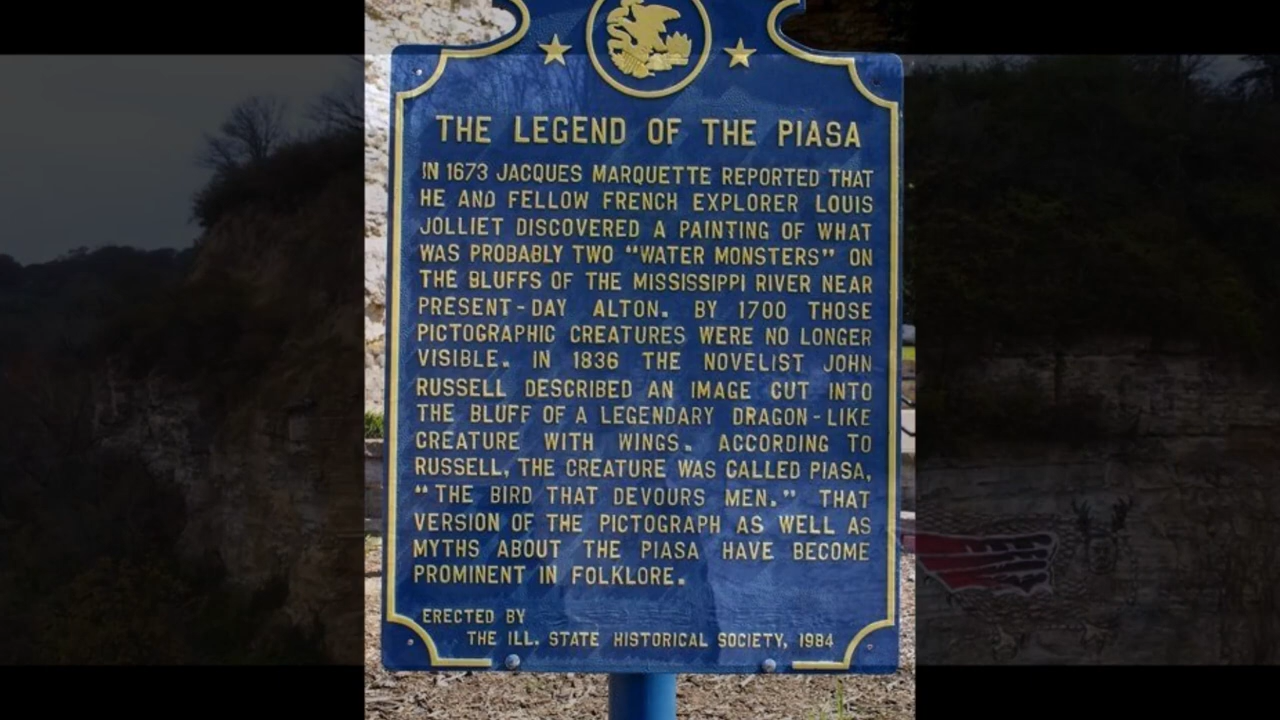 THE LEGEND OF THE PIASA
IN 1673 JACQUES MARQUETTE REPORTED THAT
HE AND FELLOW FRENCH EXPLORER LOUIS
JOLLIET DISCOVERED A PAINTING OF WHAT
WAS PROBABLY TWO “WATER MONSTERS” ON
THE BLUFFS OF THE MISSISSIPPI RIVER NEAR
PRESENT-DAY ALTON. BY 1700 THOSE
PICTOGRAPHIC CREATURES WERE NO LONGER
VISIBLE. IN 1836 THE NOVELIST JOHN
RUSSELL DESCRIBED AN IMAGE CUT INTO
THE BLUFF OF A LEGENDARY DRAGON-LIKE
CREATURE WITH WINGS. ACCORDING TO
RUSSELL, THE CREATURE WAS CALLED PIASA,
“THE BIRD THAT DEVOURS MEN.” THAT
VERSION OF THE PICTOGRAPH AS WELL AS
MYTHS ABOUT THE PIASA HAVE BECOME
PROMINENT IN FOLKLORE.
ERECTED BY
THE ILL. STATE HISTORICAL SOCIETY, 1984